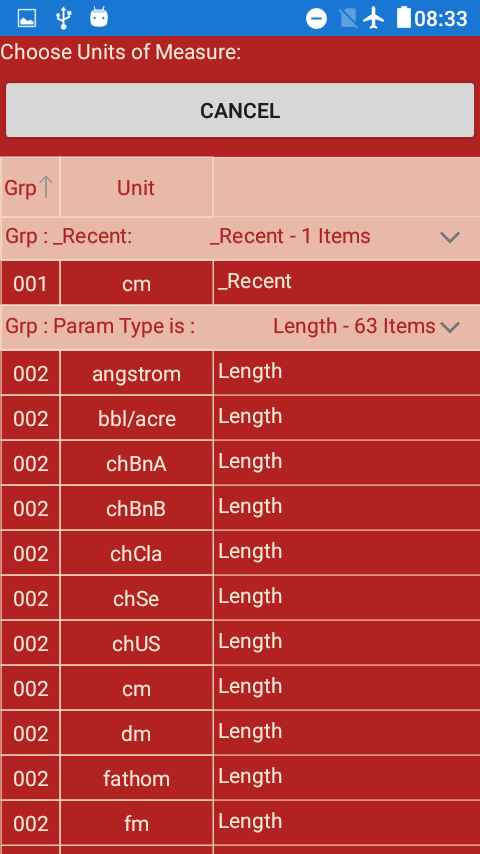 08:33
Choose Units of Measure:
CANCEL
Grp Unit
Grp : _Recent: _Recent - 1 Items
001 cm _Recent
Grp : Param Type is : Length - 63 Items
002 angstrom Length
002 bbl/acre Length
002 chBnA Length
002 chBnB Length
002 chCla Length
002 chSe Length
002 chUS Length
002 cm Length
002 dm Length
002 fathom Length
002 fm Length